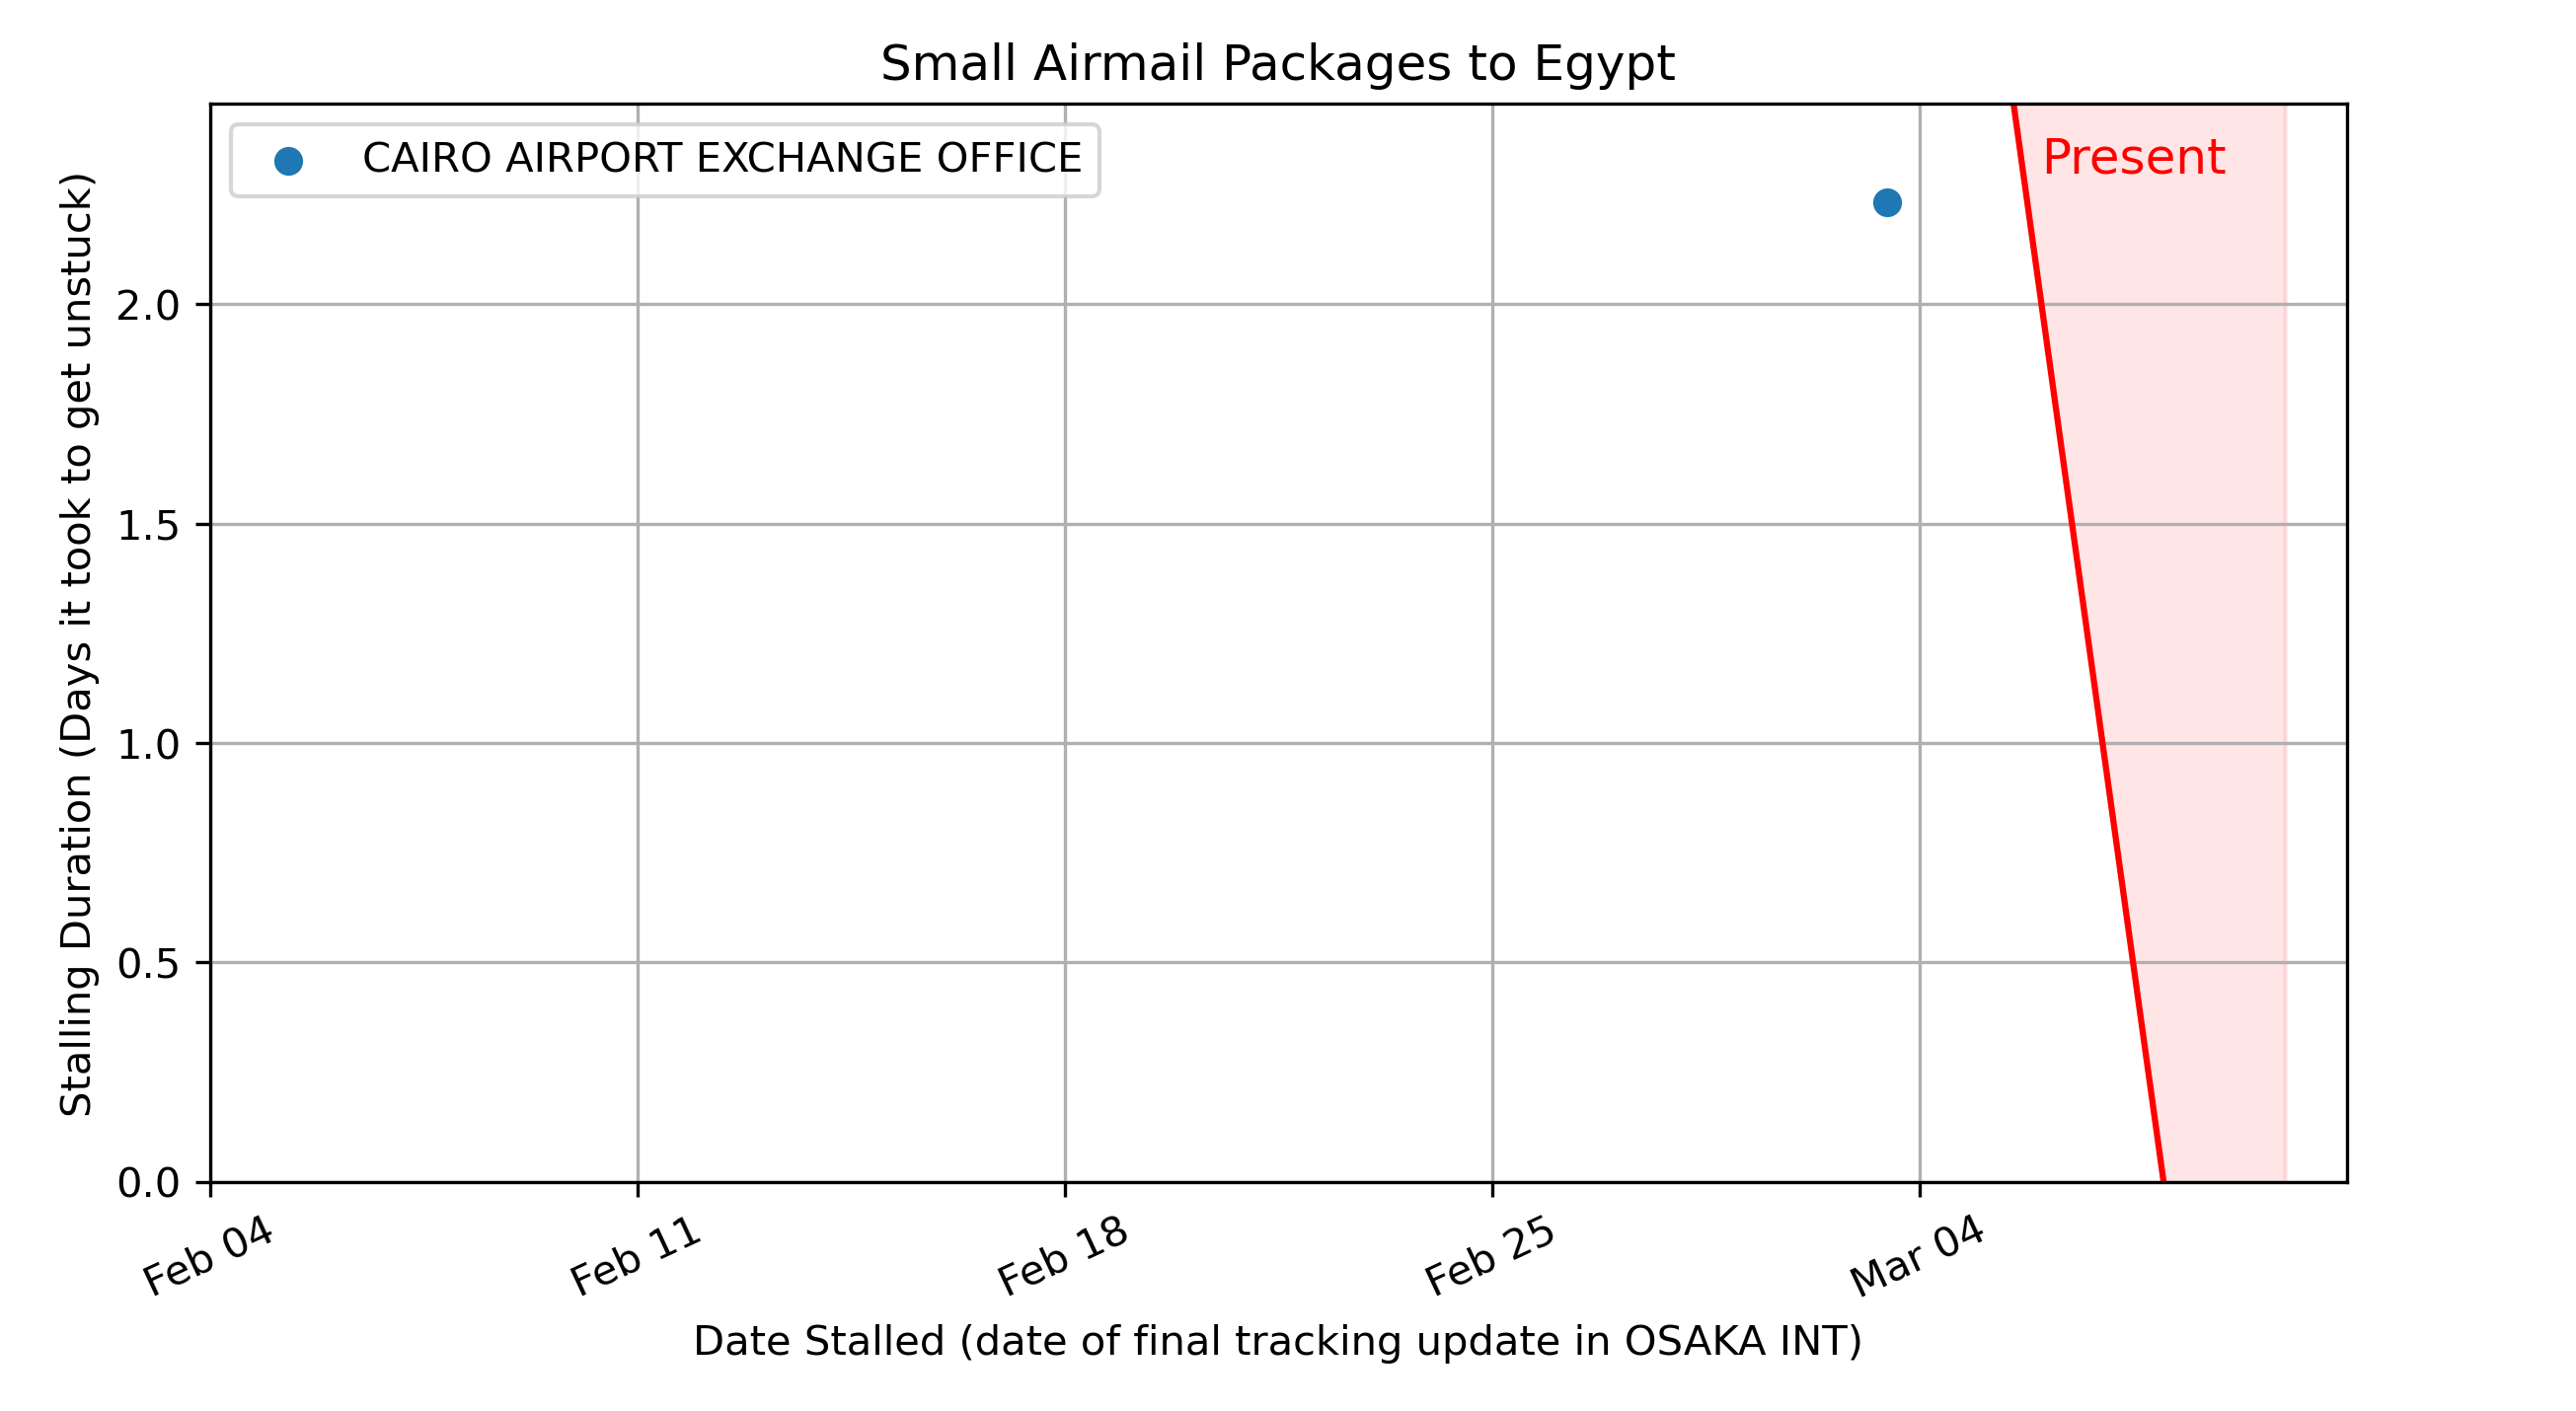 Small Airmail Packages to Egypt
CAIRO AIRPORT EXCHANGE OFFICE
Present
Stalling Duration (Days it took to get unstuck)
2.0
1.5
1.0
0.5
0.0
Feb 04
Feb 11
Feb 18
Feb 25
Mar 04
Date Stalled (date of final tracking update in OSAKA INT)